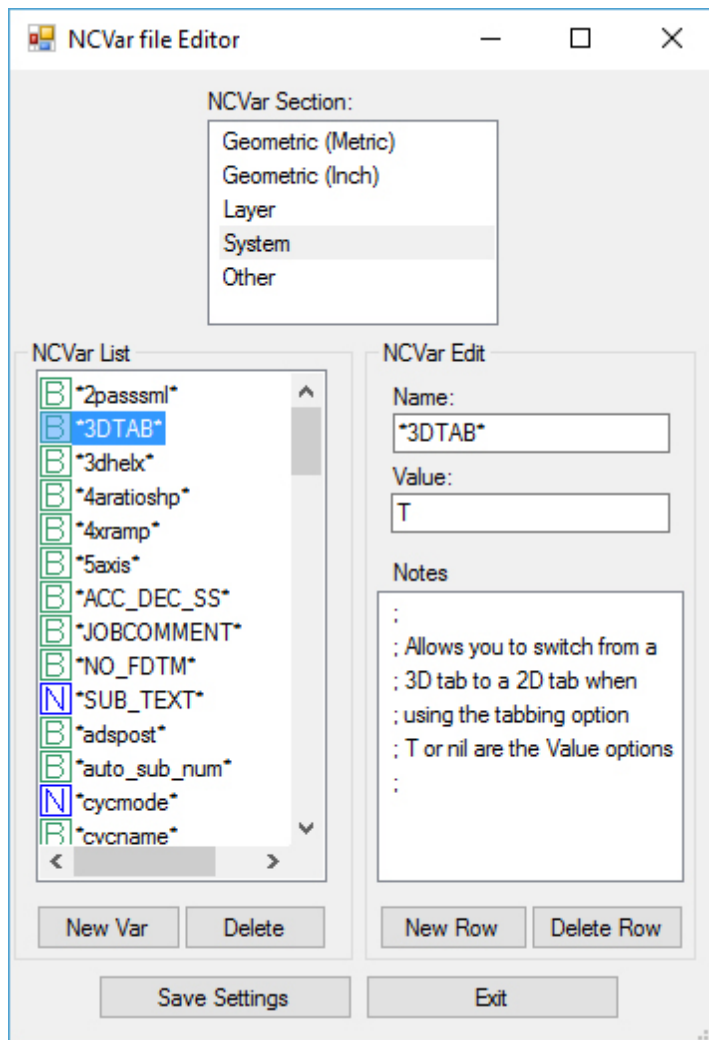 NCVar file Editor
NCVar Section:
Geometric (Metric)
Geometric (Inch)
Layer
System
Other
NCVar List
B *2passsml*
B *3DTAB*
B *3dhelx*
B *4aratioshp*
B *4xramp*
B *5axis*
B *ACC_DEC_SS*
B *JOBCOMMENT*
B *NO_FDTM*
N *SUB_TEXT*
B *adspost*
B *auto_sub_num*
N *cycmode*
B *cycname*
New Var
Delete
NCVar Edit
Name:
*3DTAB*
Value:
T
Notes
;
; Allows you to switch from a
; 3D tab to a 2D tab when
; using the tabbing option
; T or nil are the Value options
;
New Row
Delete Row
Save Settings
Exit